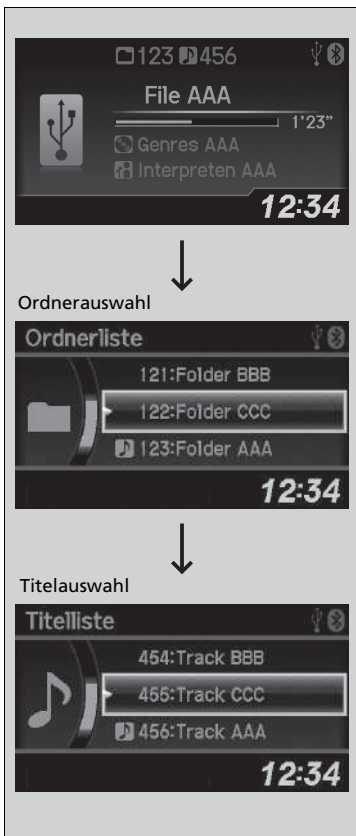 123 456
File AAA
1'23"
Genres AAA
Interpreten AAA
12:34
Ordnerauswahl
Ordnerliste
121:Folder BBB
122:Folder CCC
123:Folder AAA
12:34
Titelauswahl
Titelliste
454:Track BBB
455:Track CCC
456:Track AAA
12:34